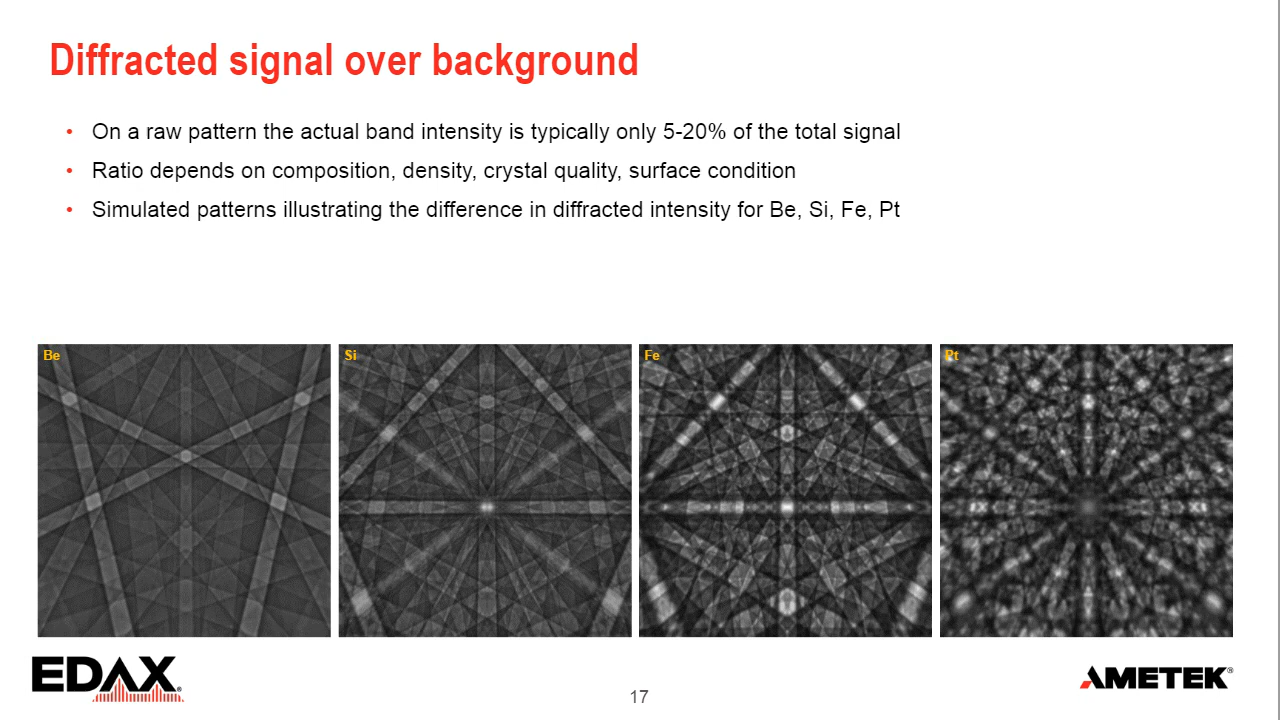 Diffracted signal over background
• On a raw pattern the actual band intensity is typically only 5-20% of the total signal
• Ratio depends on composition, density, crystal quality, surface condition
• Simulated patterns illustrating the difference in diffracted intensity for Be, Si, Fe, Pt
Be
Si
Fe
Pt
EDAX®
17
AMETEK®